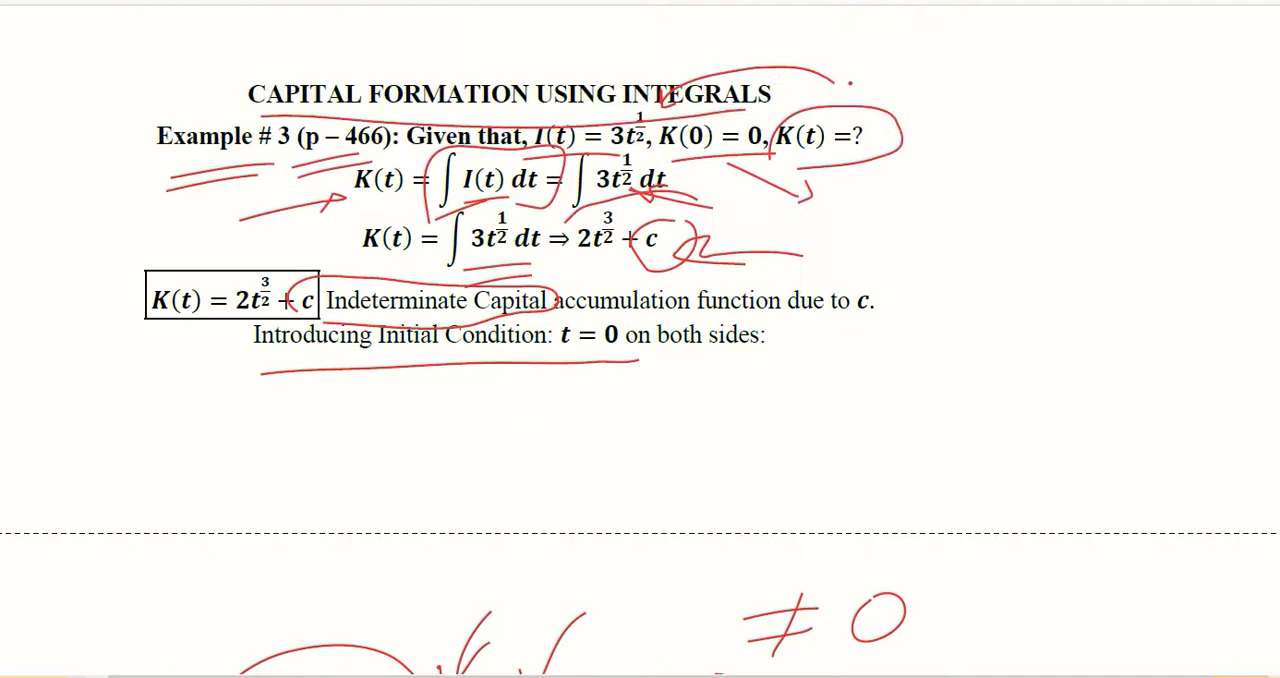 CAPITAL FORMATION USING INTEGRALS
Example # 3 (p – 466): Given that, I(t) = 3t^(1/2), K(0) = 0, K(t) =?
K(t) = ∫ I(t) dt = ∫ 3t^(1/2) dt
K(t) = ∫ 3t^(1/2) dt ⇒ 2t^(3/2) + c
K(t) = 2t^(3/2) + c Indeterminate Capital accumulation function due to c.
Introducing Initial Condition: t = 0 on both sides:
≠ 0